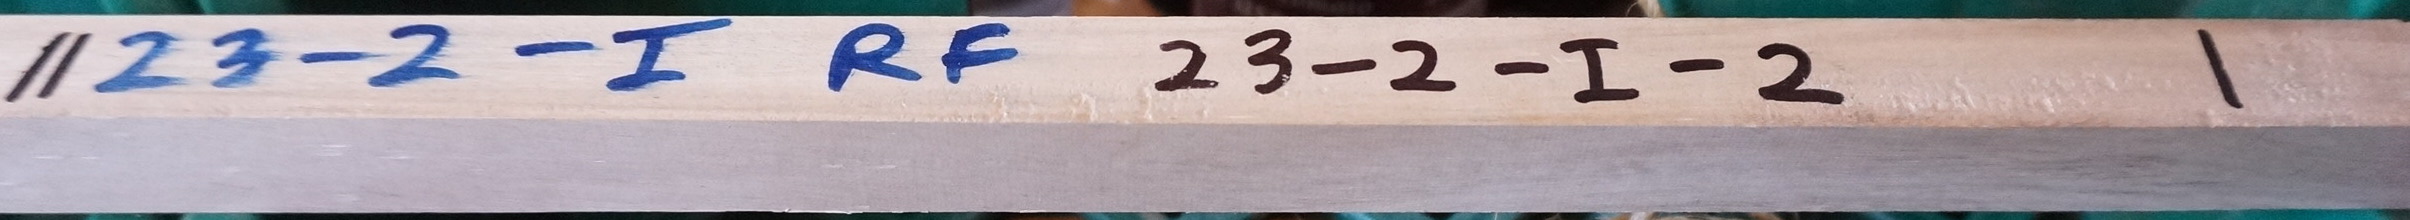 // 23-2-I RF 23-2-I-2 \